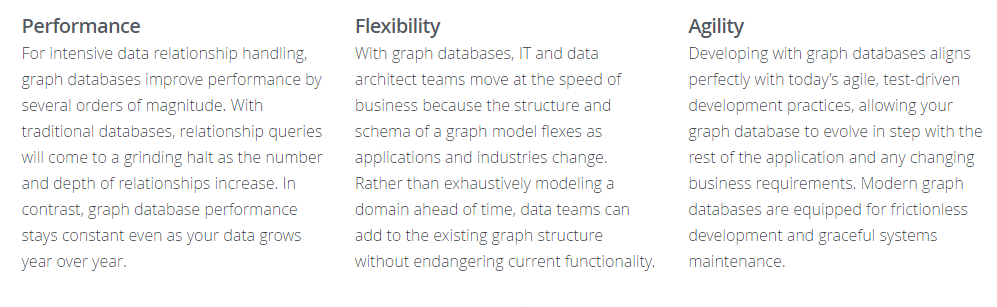 Performance
For intensive data relationship handling,
graph databases improve performance by
several orders of magnitude. With
traditional databases, relationship queries
will come to a grinding halt as the number
and depth of relationships increase. In
contrast, graph database performance
stays constant even as your data grows
year over year.
Flexibility
With graph databases, IT and data
architect teams move at the speed of
business because the structure and
schema of a graph model flexes as
applications and industries change.
Rather than exhaustively modeling a
domain ahead of time, data teams can
add to the existing graph structure
without endangering current functionality.
Agility
Developing with graph databases aligns
perfectly with today’s agile, test-driven
development practices, allowing your
graph database to evolve in step with the
rest of the application and any changing
business requirements. Modern graph
databases are equipped for frictionless
development and graceful systems
maintenance.